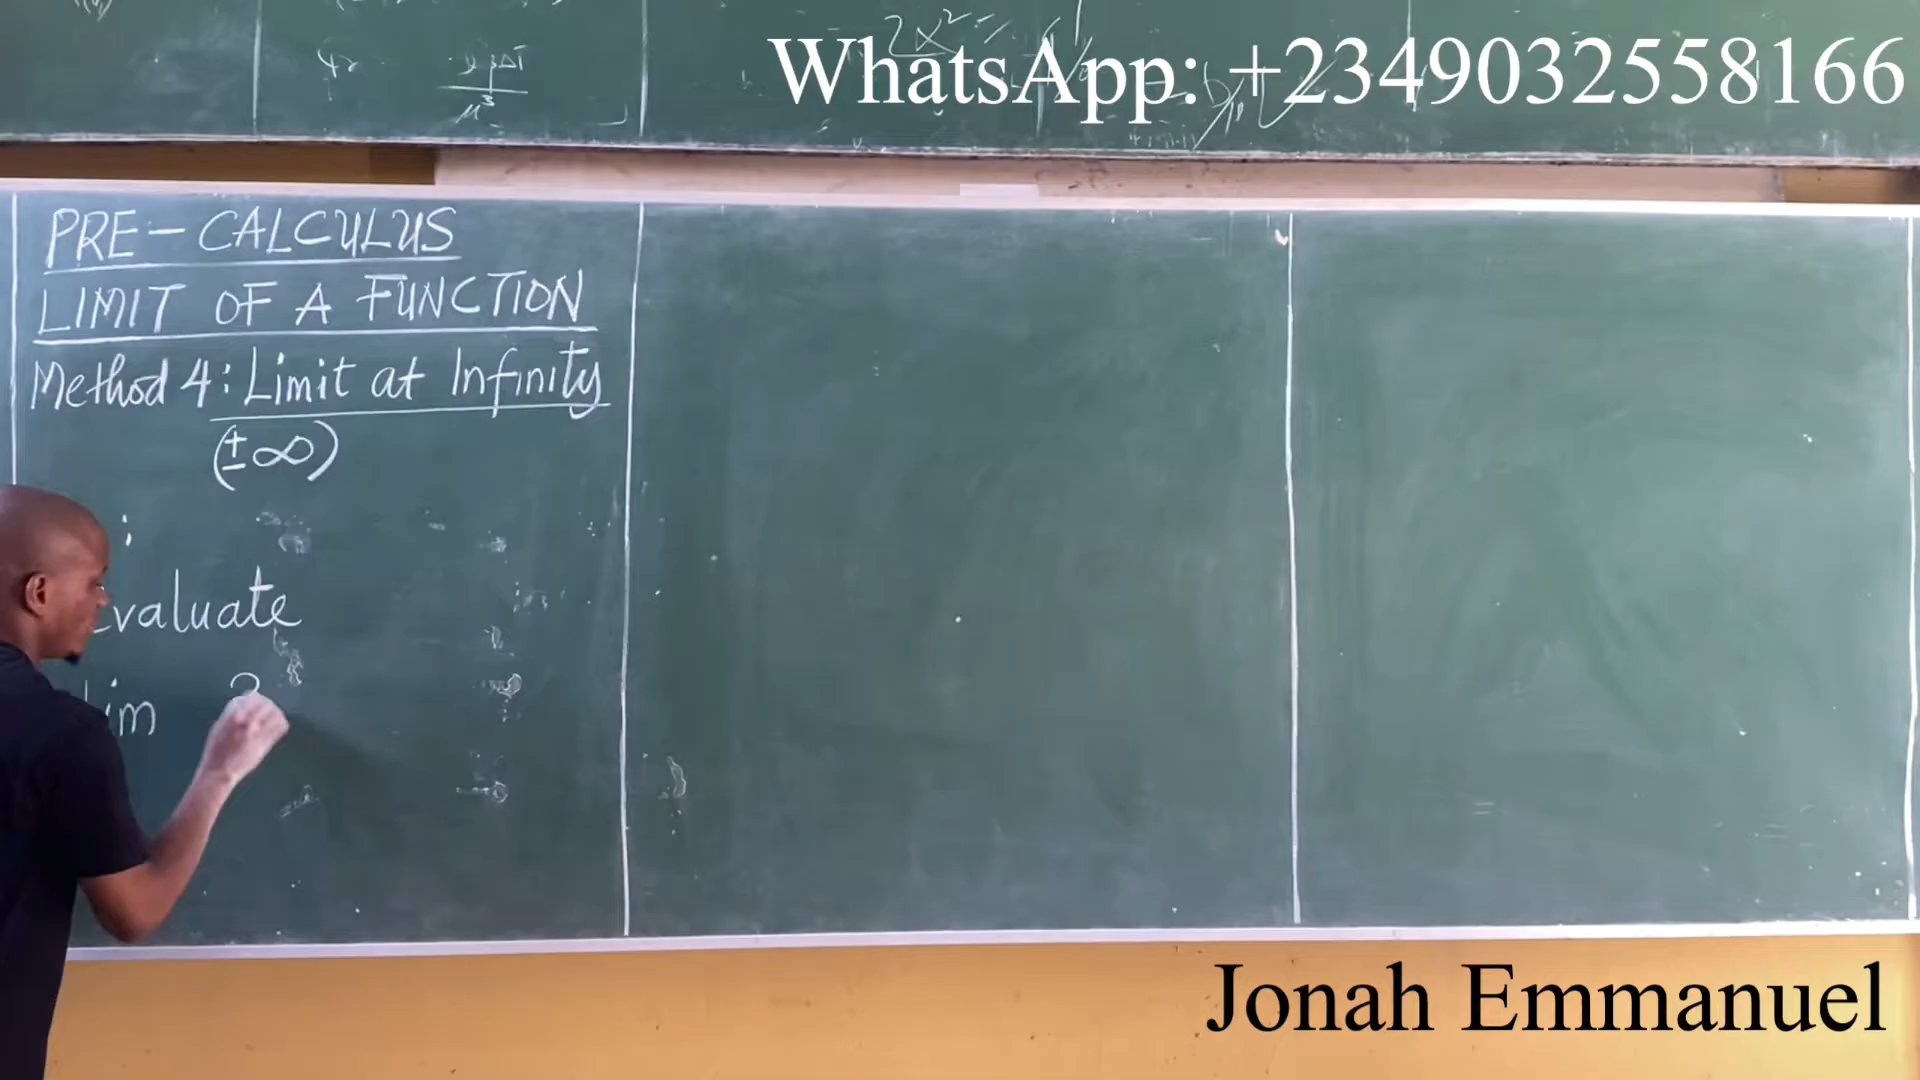 WhatsApp: +2349032558166
PRE-CALCULUS
LIMIT OF A FUNCTION
Method 4: Limit at Infinity
(±∞)
:
valuate
im
Jonah Emmanuel